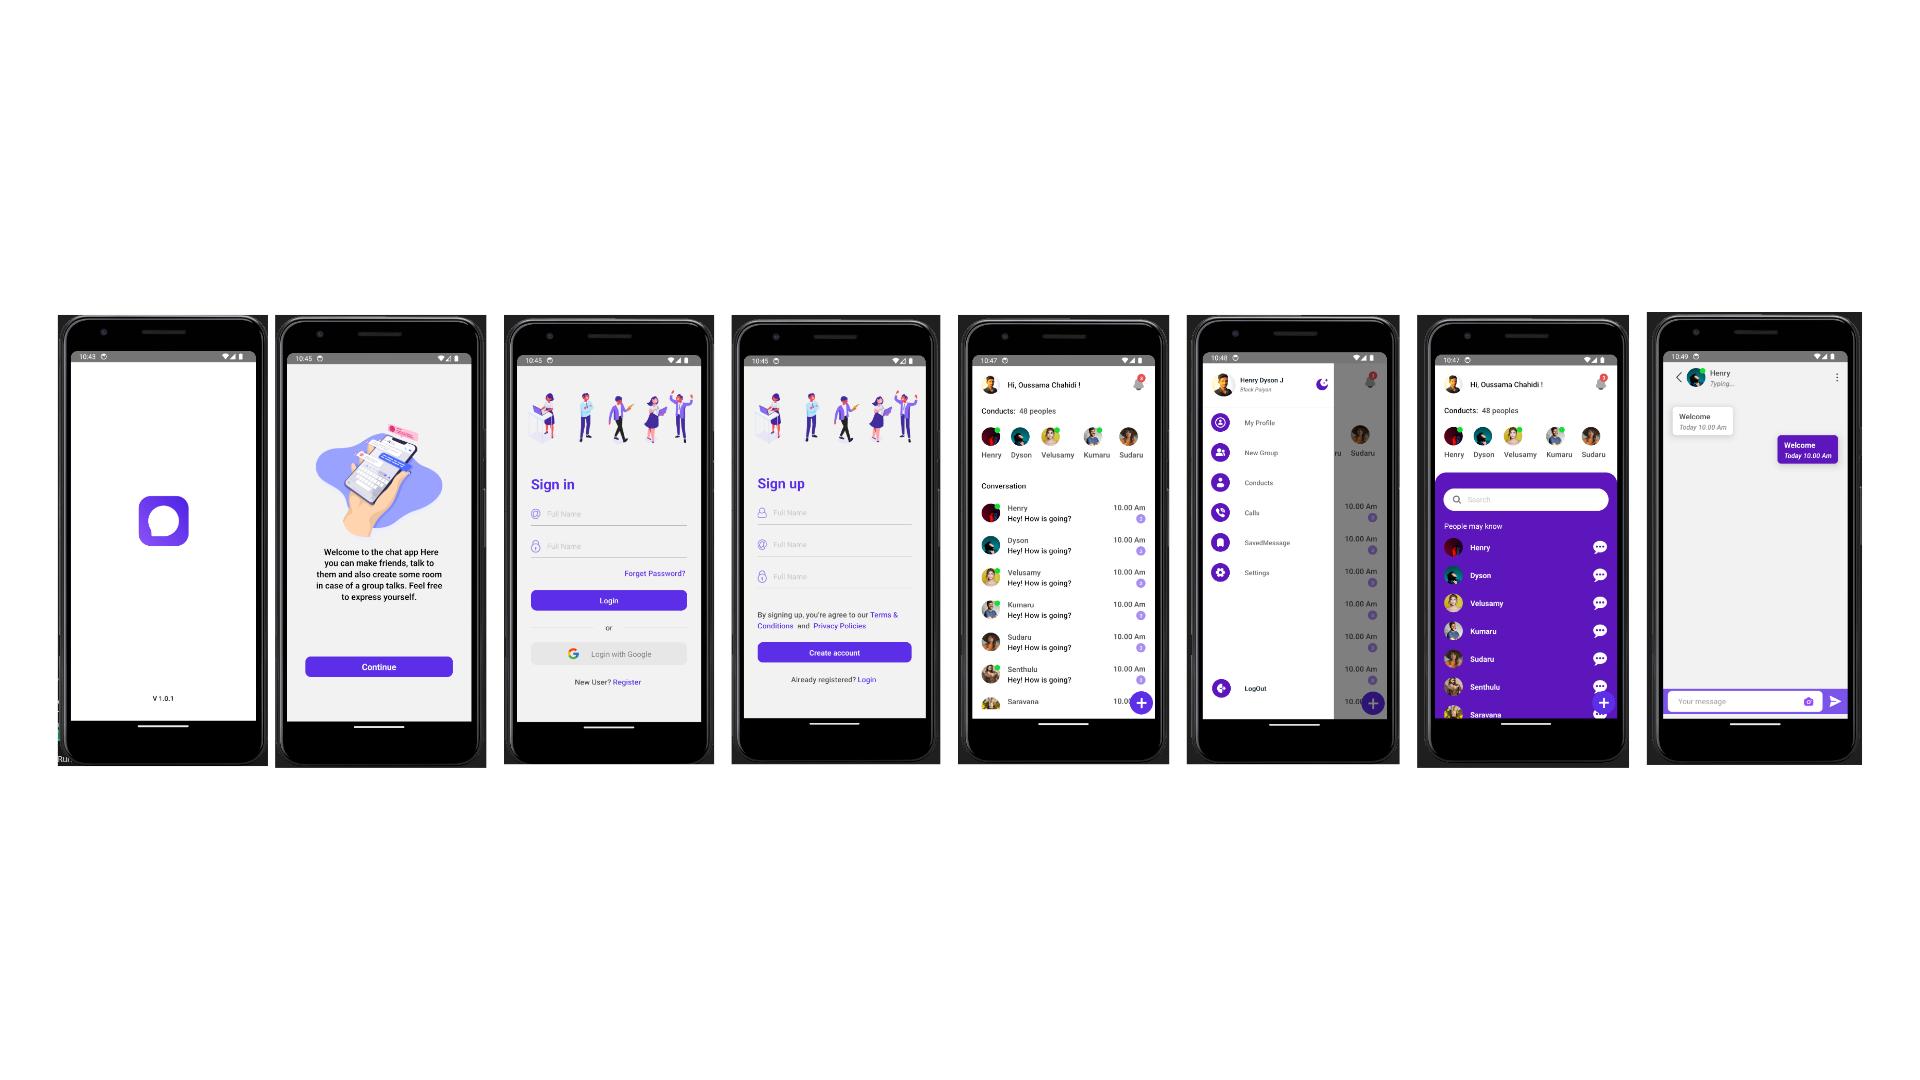 10:43
V 1.0.1
Ru
10:45
Welcome to the chat app Here
you can make friends, talk to
them and also create some room
in case of a group talks. Feel free
to express yourself.
Continue
10:45
Sign in
Full Name
Full Name
Forget Password?
Login
or
Login with Google
New User? Register
10:45
Sign up
Full Name
Full Name
Full Name
By signing up, you're agree to our Terms &
Conditions and Privacy Policies
Create account
Already registered? Login
10:47
Hi, Oussama Chahidi !
Conducts: 48 peoples
Henry Dyson Velusamy Kumaru Sudaru
Conversation
Henry 10.00 Am
Hey! How is going?
Dyson 10.00 Am
Hey! How is going?
Velusamy 10.00 Am
Hey! How is going?
Kumaru 10.00 Am
Hey! How is going?
Sudaru 10.00 Am
Hey! How is going?
Senthulu 10.00 Am
Hey! How is going?
Saravana 10.0
10:48
Henry Dyson J
Black Paiyan
My Profile
New Group
ru Sudaru
Conducts
Calls
SavedMessage
Settings
10.00 Am
10.00 Am
10.00 Am
10.00 Am
10.00 Am
10.00 Am
10.0
LogOut
10:47
Hi, Oussama Chahidi !
Conducts: 48 peoples
Henry Dyson Velusamy Kumaru Sudaru
Search
People may know
Henry
Dyson
Velusamy
Kumaru
Sudaru
Senthulu
Saravana
10:49
Henry
Typing...
Welcome
Today 10.00 Am
Welcome
Today 10.00 Am
Your message